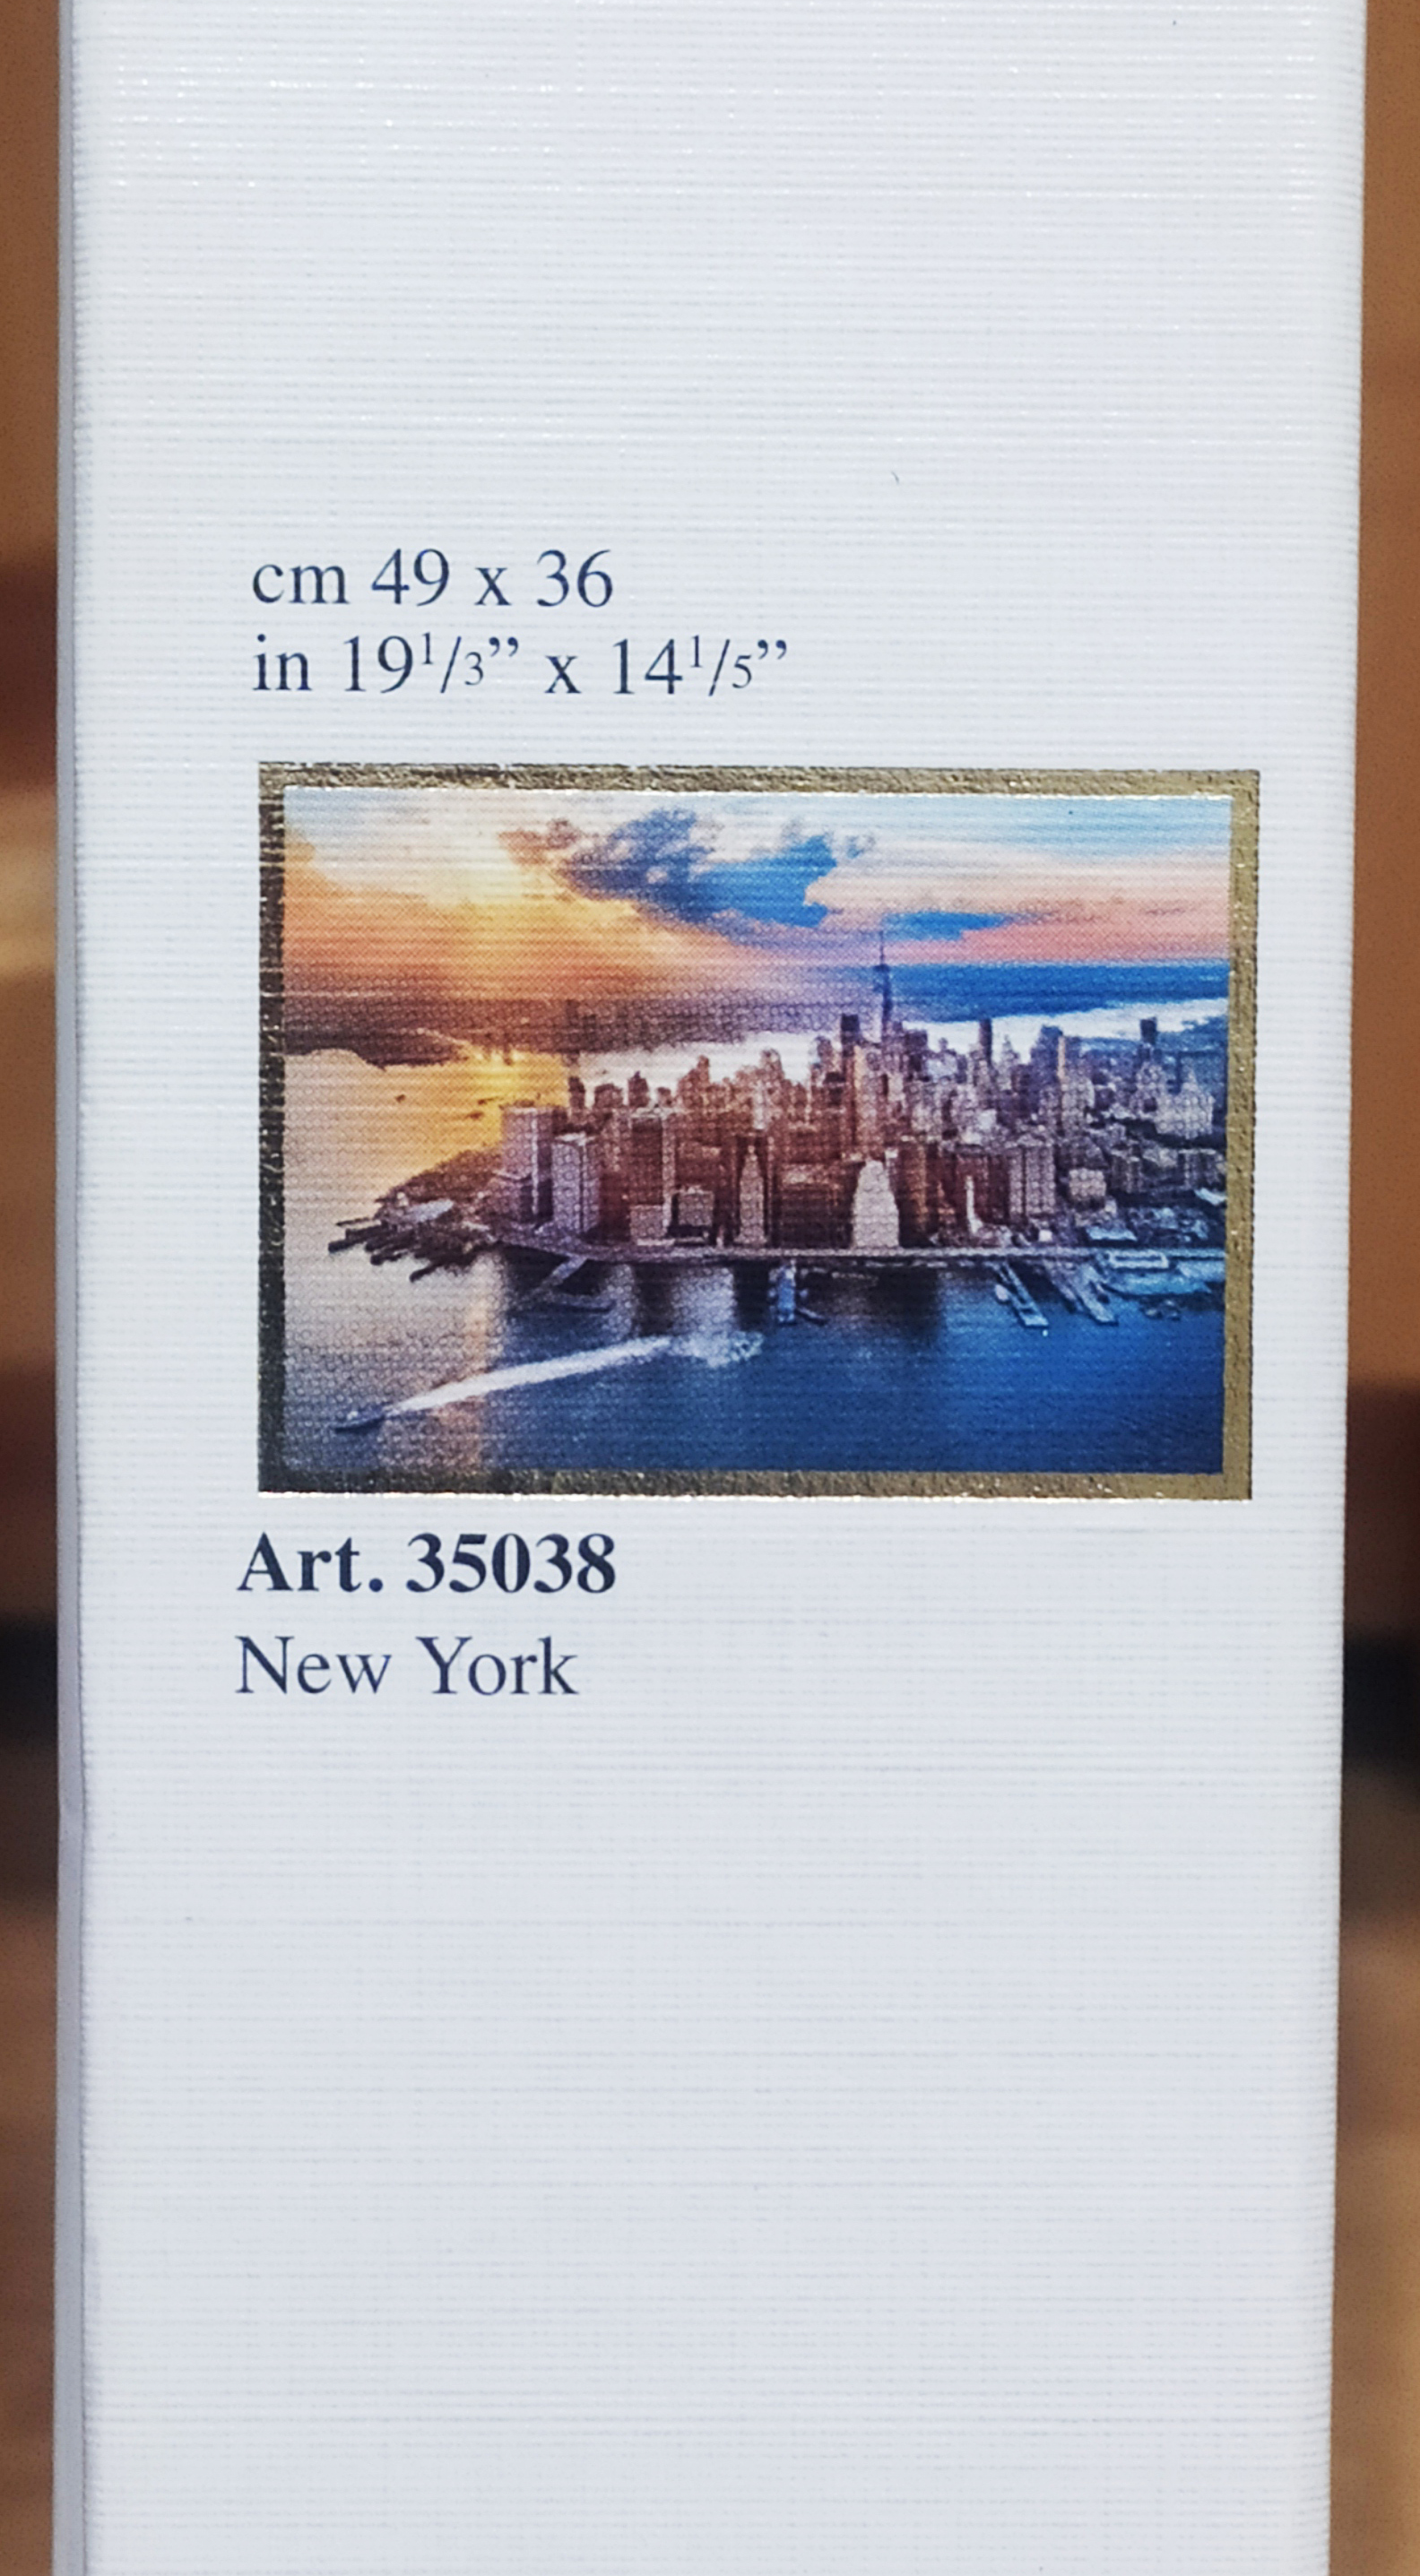 cm 49 x 36
in 19¹/₃” x 14¹/₅”
Art. 35038
New York